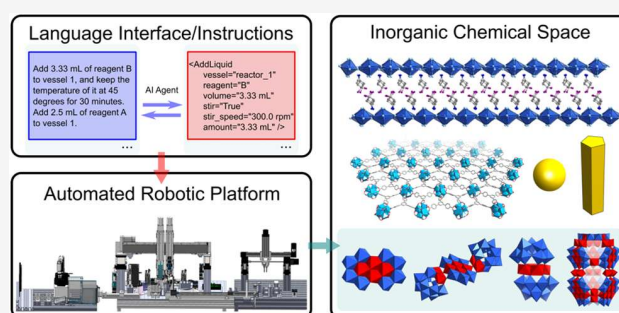 Language Interface/Instructions
Add 3.33 mL of reagent B
to vessel 1, and keep the
temperature of it at 45
degrees for 30 minutes.
Add 2.5 mL of reagent A
to vessel 1.
...
AI Agent
<AddLiquid
vessel="reactor_1"
reagent="B"
volume="3.33 mL"
stir="True"
stir_speed="300.0 rpm"
amount="3.33 mL" />
...
Automated Robotic Platform
Inorganic Chemical Space